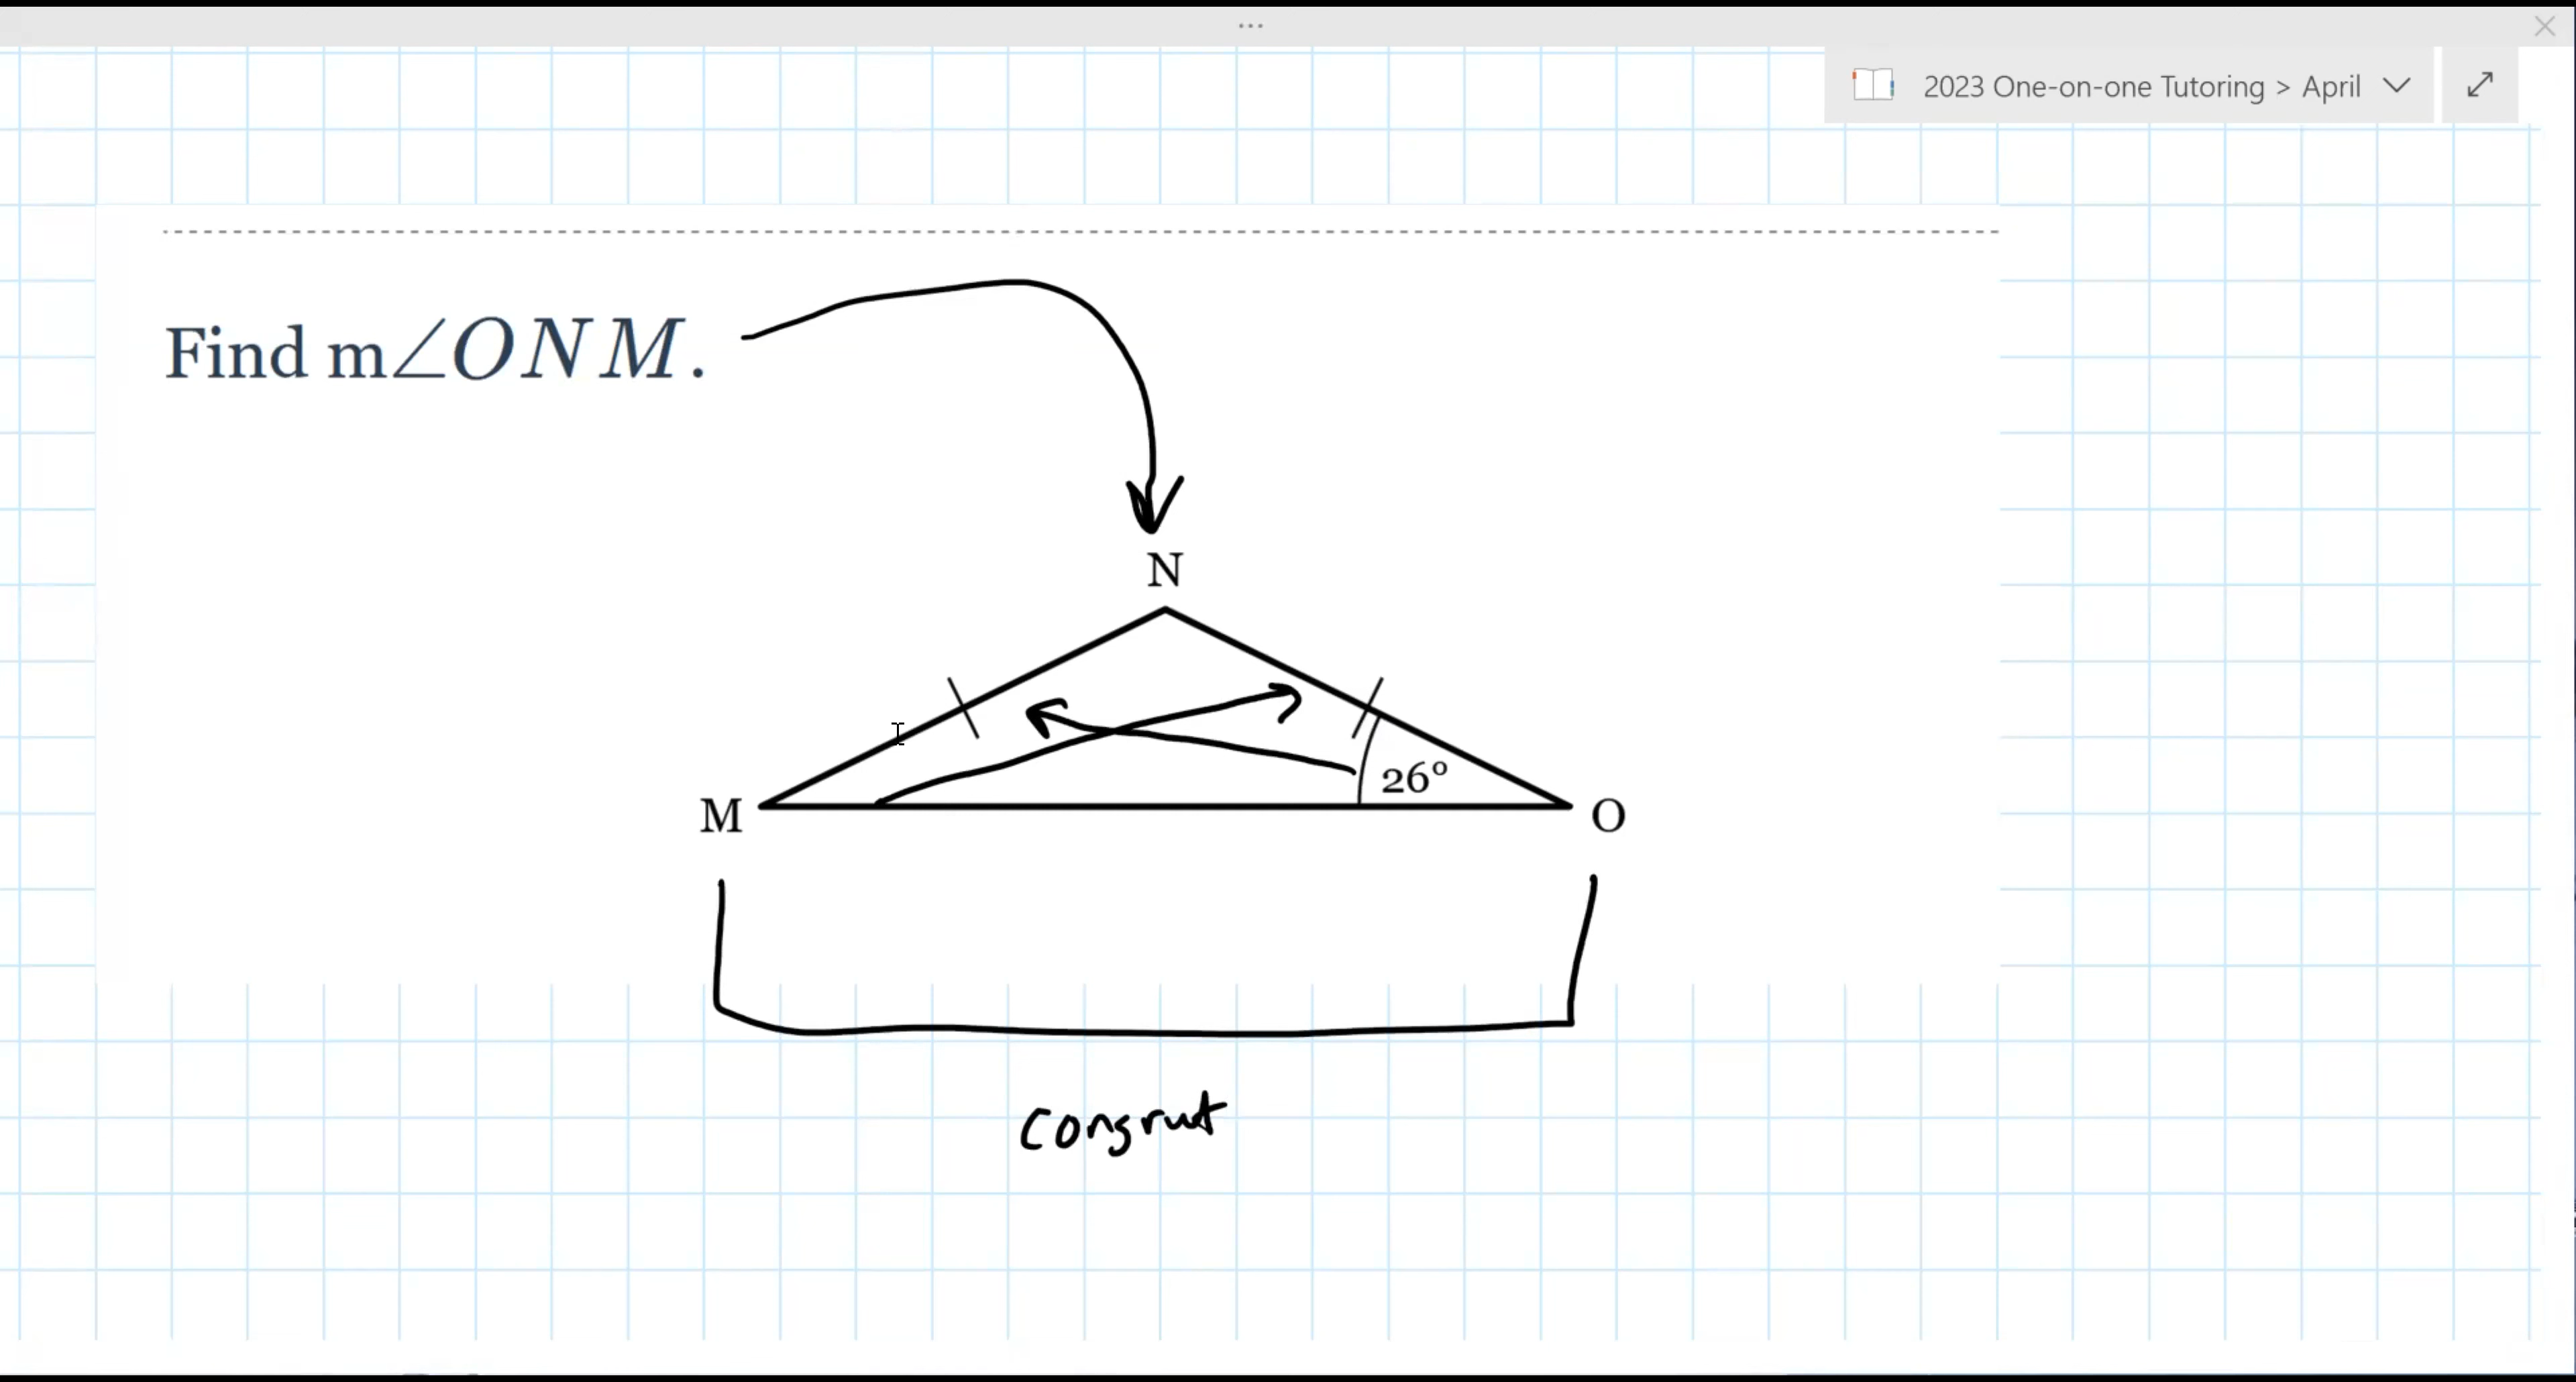 ...
2023 One-on-one Tutoring > April
Find m∠ONM.
N
26°
M
O
congrut